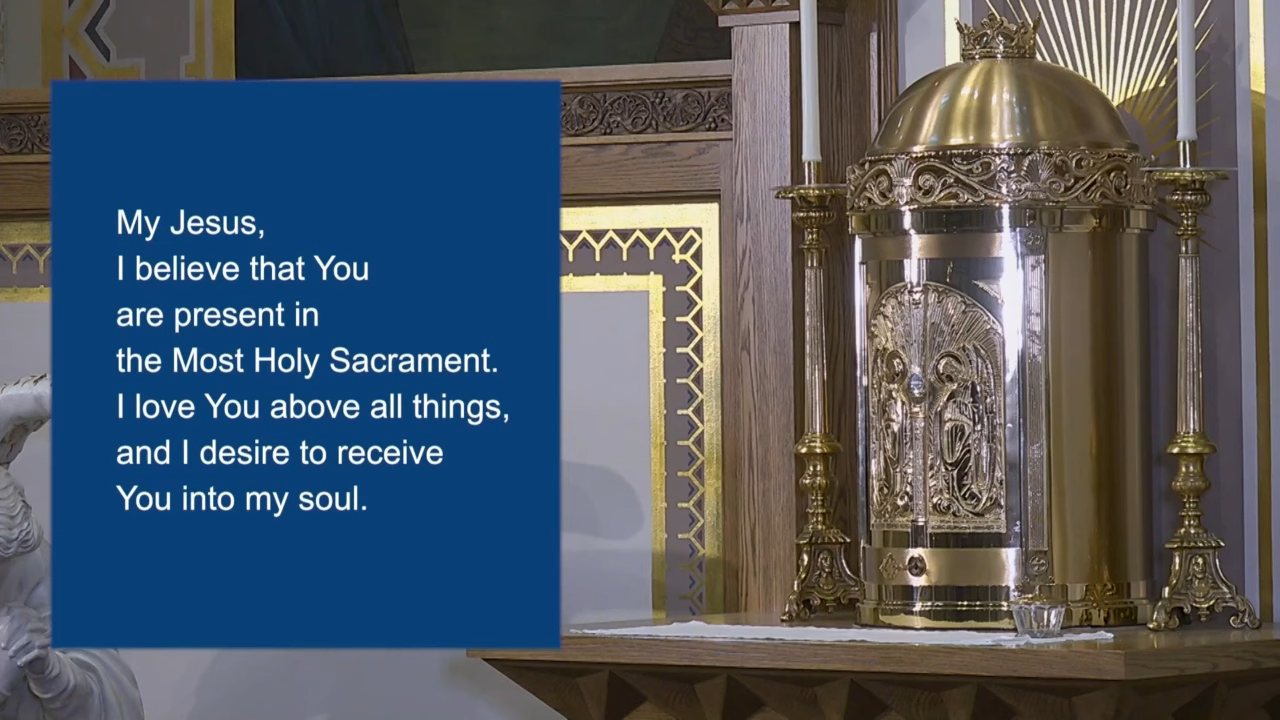 My Jesus,
I believe that You
are present in
the Most Holy Sacrament.
I love You above all things,
and I desire to receive
You into my soul.